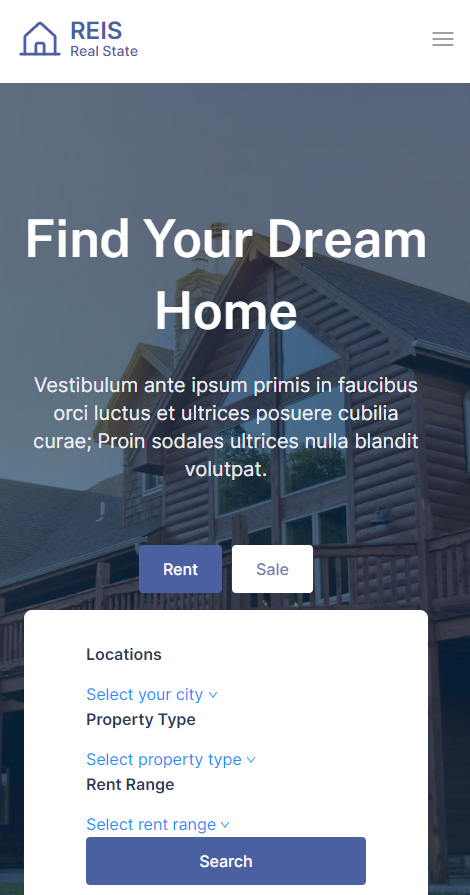 REIS
Real State
Find Your Dream
Home
Vestibulum ante ipsum primis in faucibus
orci luctus et ultrices posuere cubilia
curae; Proin sodales ultrices nulla blandit
volutpat.
Rent
Sale
Locations
Select your city
Property Type
Select property type
Rent Range
Select rent range
Search